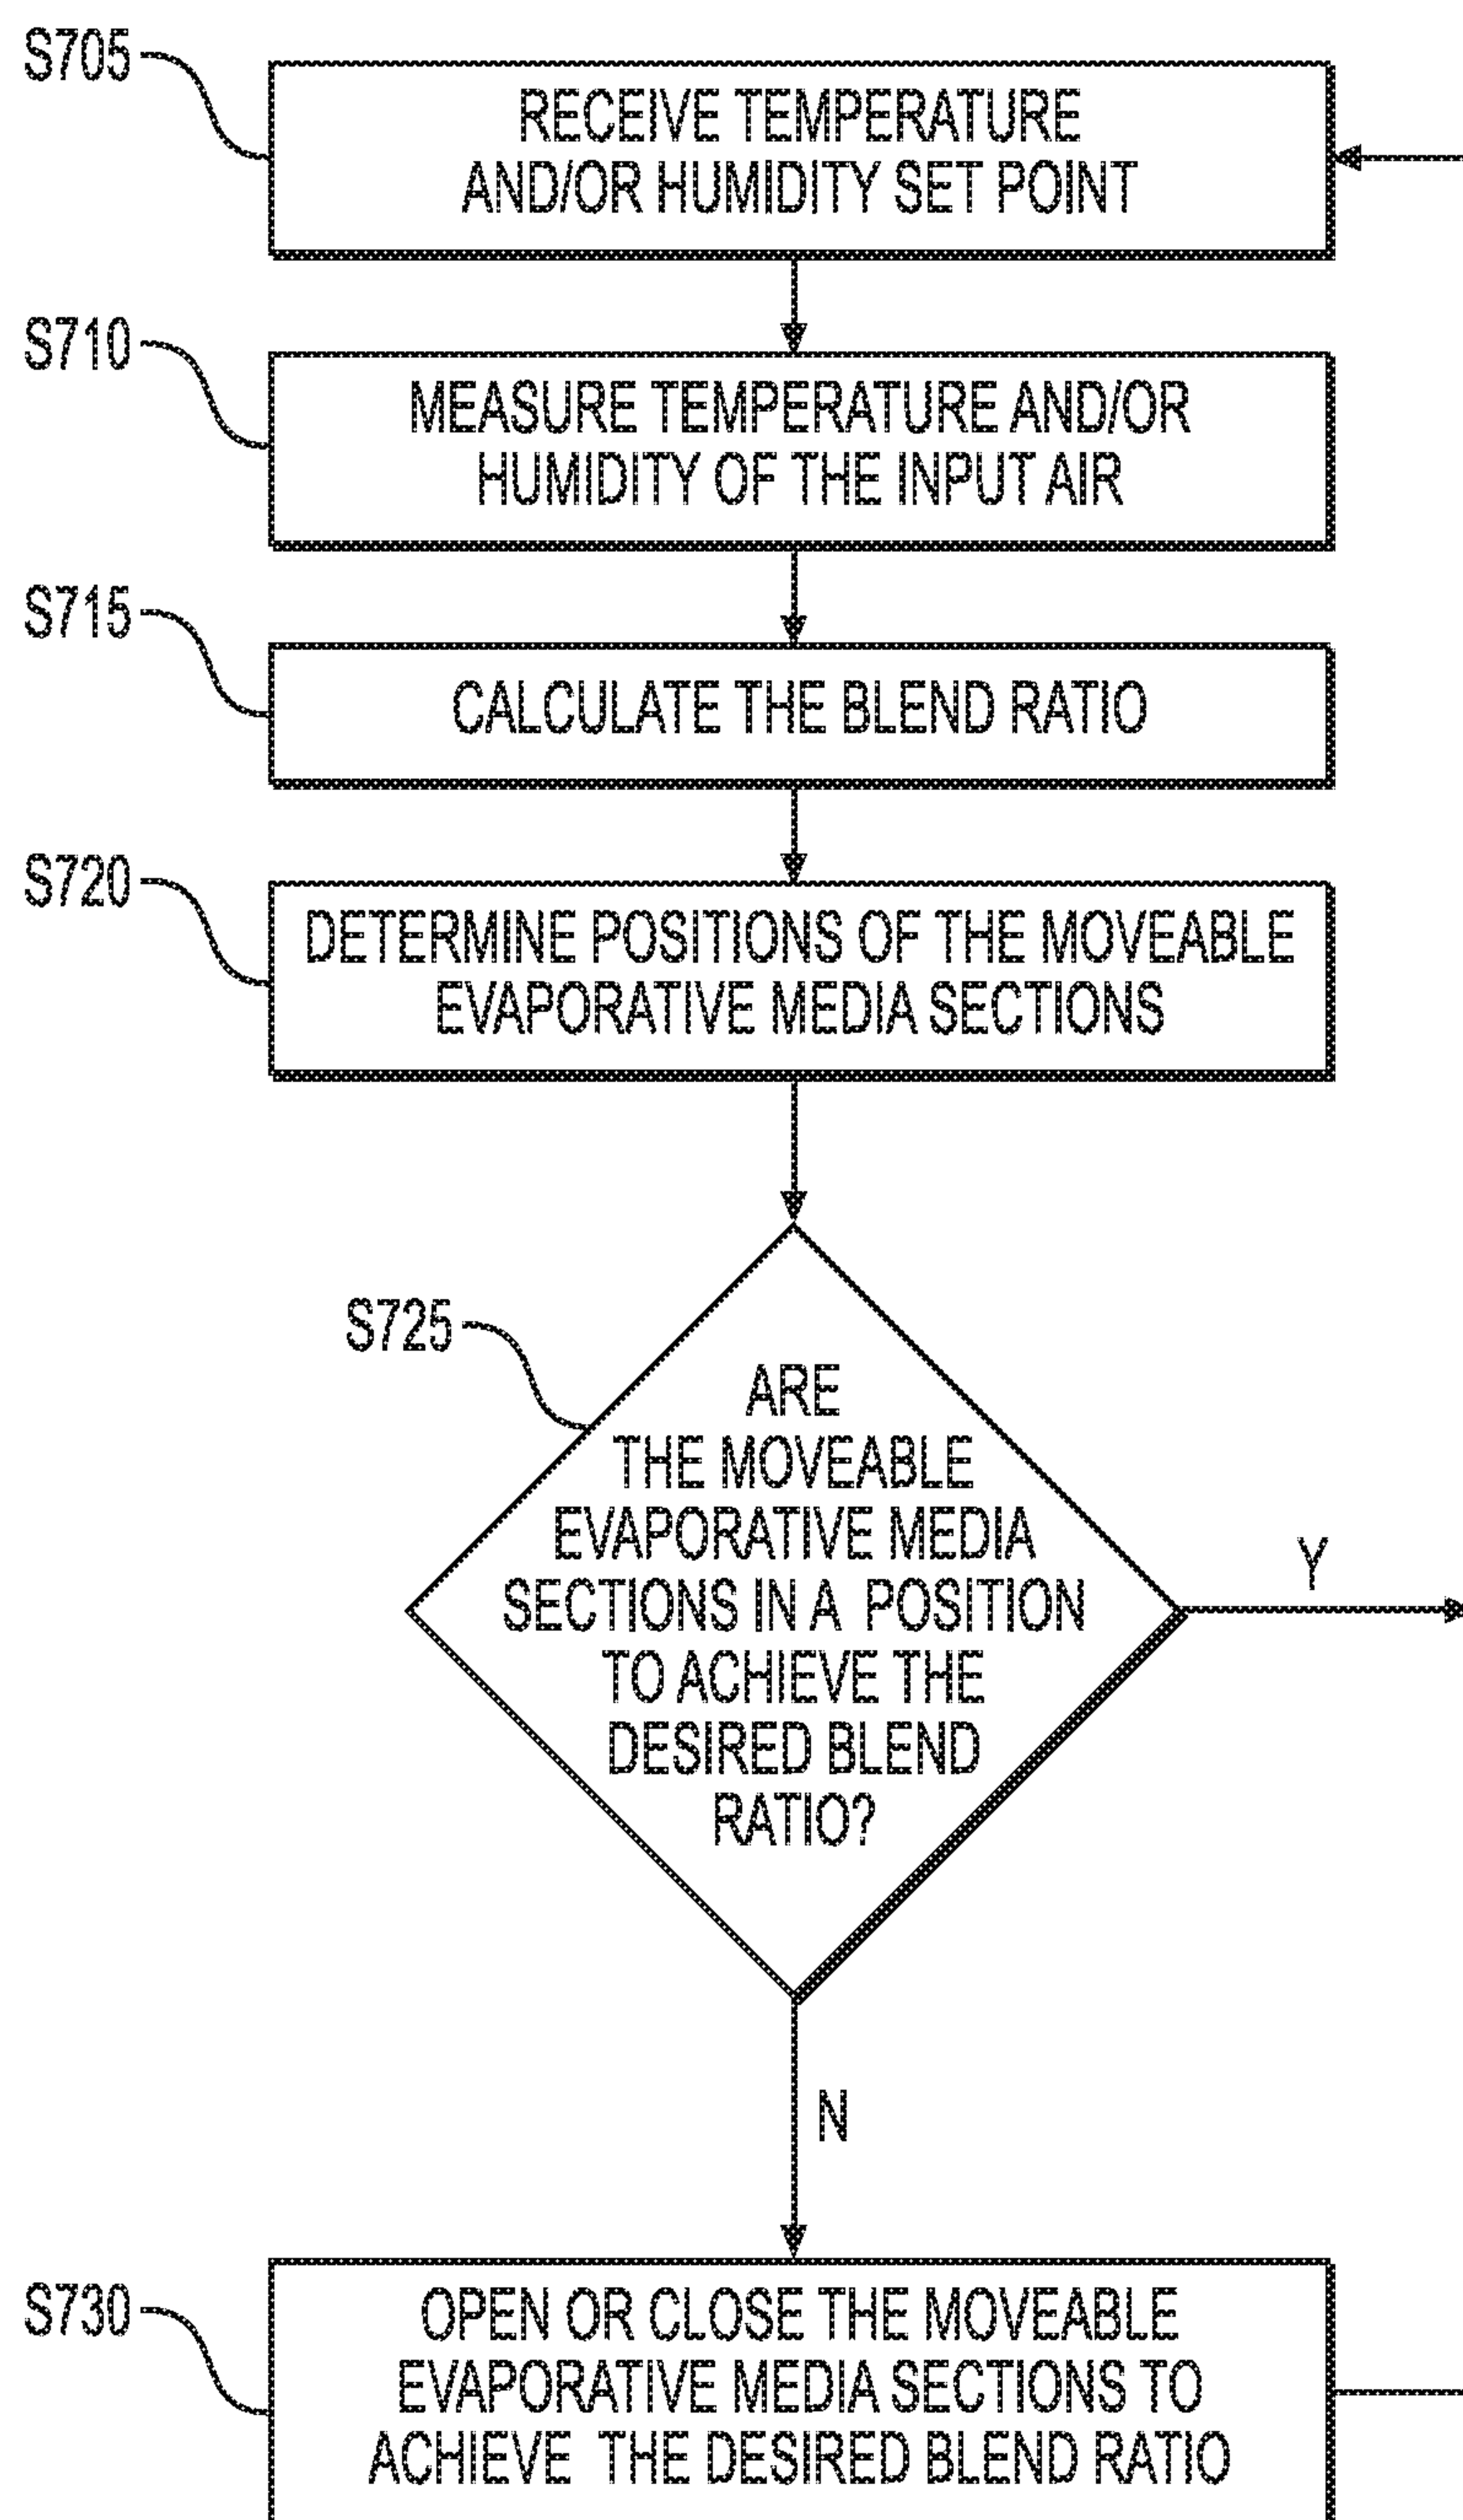 S705
RECEIVE TEMPERATURE
AND/OR HUMIDITY SET POINT
S710
MEASURE TEMPERATURE AND/OR
HUMIDITY OF THE INPUT AIR
S715
CALCULATE THE BLEND RATIO
S720
DETERMINE POSITIONS OF THE MOVEABLE
EVAPORATIVE MEDIA SECTIONS
S725
ARE
THE MOVEABLE
EVAPORATIVE MEDIA
SECTIONS IN A POSITION
TO ACHIEVE THE
DESIRED BLEND
RATIO?
Y
N
S730
OPEN OR CLOSE THE MOVEABLE
EVAPORATIVE MEDIA SECTIONS TO
ACHIEVE THE DESIRED BLEND RATIO